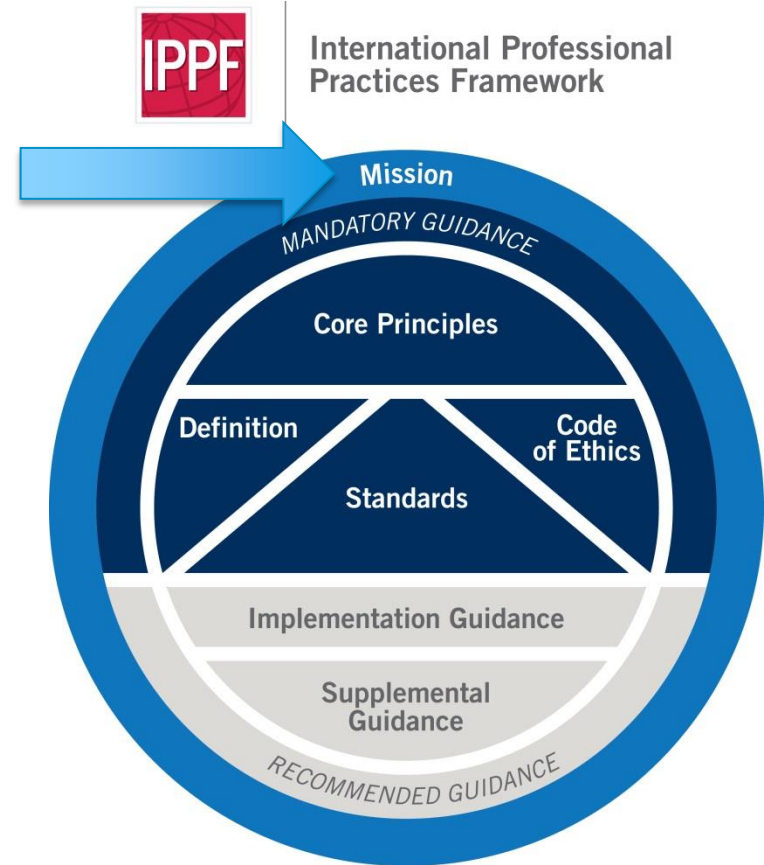 IPPF
International Professional
Practices Framework
Mission
MANDATORY GUIDANCE
Core Principles
Definition
Code
of Ethics
Standards
Implementation Guidance
Supplemental
Guidance
RECOMMENDED GUIDANCE